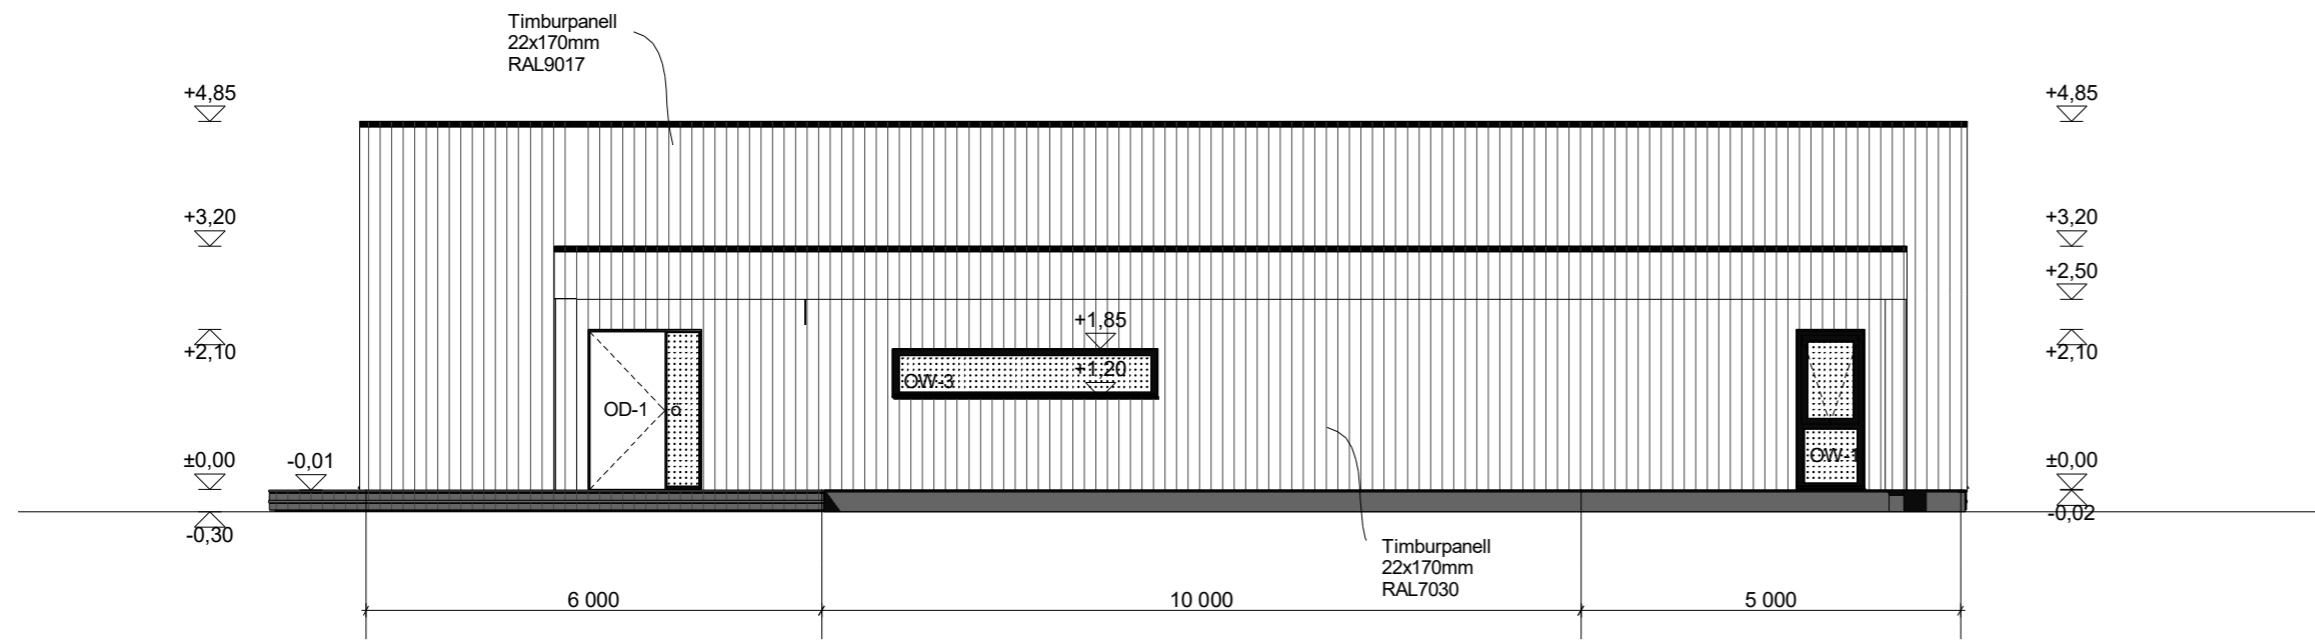 Timburpanell
22x170mm
RAL9017
+4,85
+4,85
+3,20
+3,20
+2,50
+1,85
+2,10
+2,10
+1,20
OW-3
OD-1
ó
OW-1
±0,00
-0,01
±0,00
-0,02
-0,30
Timburpanell
22x170mm
RAL7030
6 000
10 000
5 000